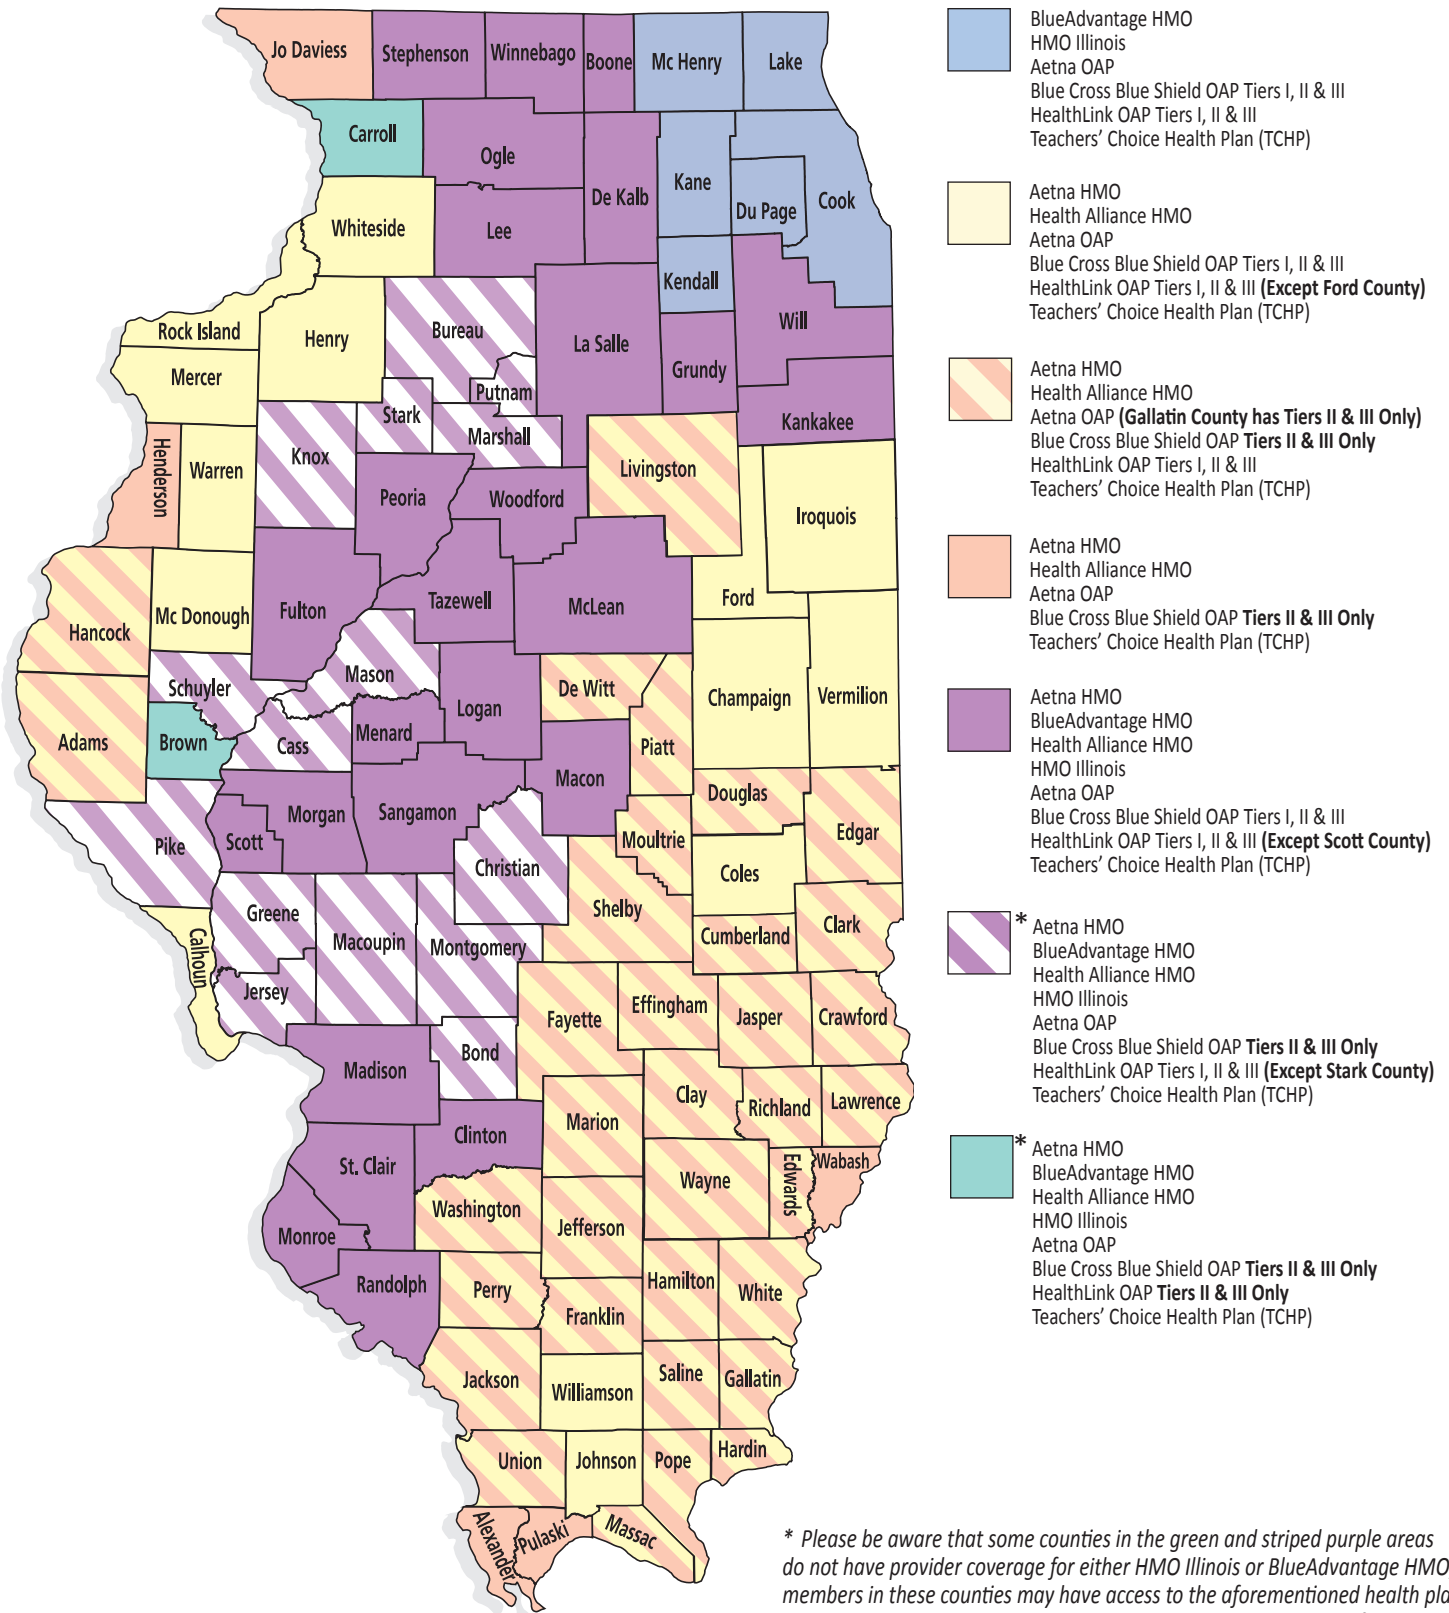 Jo Daviess
Stephenson
Winnebago
Boone
Mc Henry
Lake
Carroll
Ogle
De Kalb
Kane
Du Page
Cook
Whiteside
Lee
Kendall
Rock Island
Henry
Bureau
La Salle
Will
Grundy
Mercer
Putnam
Stark
Marshall
Kankakee
Henderson
Warren
Knox
Peoria
Woodford
Livingston
Iroquois
Hancock
Mc Donough
Fulton
Tazewell
McLean
Ford
Schuyler
Mason
Logan
De Witt
Champaign
Vermilion
Adams
Brown
Cass
Menard
Piatt
Macon
Pike
Scott
Morgan
Sangamon
Christian
Moultrie
Douglas
Edgar
Coles
Shelby
Cumberland
Clark
Calhoun
Greene
Macoupin
Montgomery
Jersey
Fayette
Effingham
Jasper
Crawford
Madison
Bond
Clay
Richland
Lawrence
Marion
Clinton
St. Clair
Wayne
Edwards
Wabash
Washington
Jefferson
Monroe
Randolph
Perry
Hamilton
White
Franklin
Jackson
Williamson
Saline
Gallatin
Union
Johnson
Pope
Hardin
Alexander
Pulaski
Massac
BlueAdvantage HMO
HMO Illinois
Aetna OAP
Blue Cross Blue Shield OAP Tiers I, II & III
HealthLink OAP Tiers I, II & III
Teachers’ Choice Health Plan (TCHP)
Aetna HMO
Health Alliance HMO
Aetna OAP
Blue Cross Blue Shield OAP Tiers I, II & III
HealthLink OAP Tiers I, II & III (Except Ford County)
Teachers’ Choice Health Plan (TCHP)
Aetna HMO
Health Alliance HMO
Aetna OAP (Gallatin County has Tiers II & III Only)
Blue Cross Blue Shield OAP Tiers II & III Only
HealthLink OAP Tiers I, II & III
Teachers’ Choice Health Plan (TCHP)
Aetna HMO
Health Alliance HMO
Aetna OAP
Blue Cross Blue Shield OAP Tiers II & III Only
Teachers’ Choice Health Plan (TCHP)
Aetna HMO
BlueAdvantage HMO
Health Alliance HMO
HMO Illinois
Aetna OAP
Blue Cross Blue Shield OAP Tiers I, II & III
HealthLink OAP Tiers I, II & III (Except Scott County)
Teachers’ Choice Health Plan (TCHP)
* Aetna HMO
BlueAdvantage HMO
Health Alliance HMO
HMO Illinois
Aetna OAP
Blue Cross Blue Shield OAP Tiers II & III Only
HealthLink OAP Tiers I, II & III (Except Stark County)
Teachers’ Choice Health Plan (TCHP)
* Aetna HMO
BlueAdvantage HMO
Health Alliance HMO
HMO Illinois
Aetna OAP
Blue Cross Blue Shield OAP Tiers II & III Only
HealthLink OAP Tiers II & III Only
Teachers’ Choice Health Plan (TCHP)
* Please be aware that some counties in the green and striped purple areas
do not have provider coverage for either HMO Illinois or BlueAdvantage HMO
members in these counties may have access to the aforementioned health pla